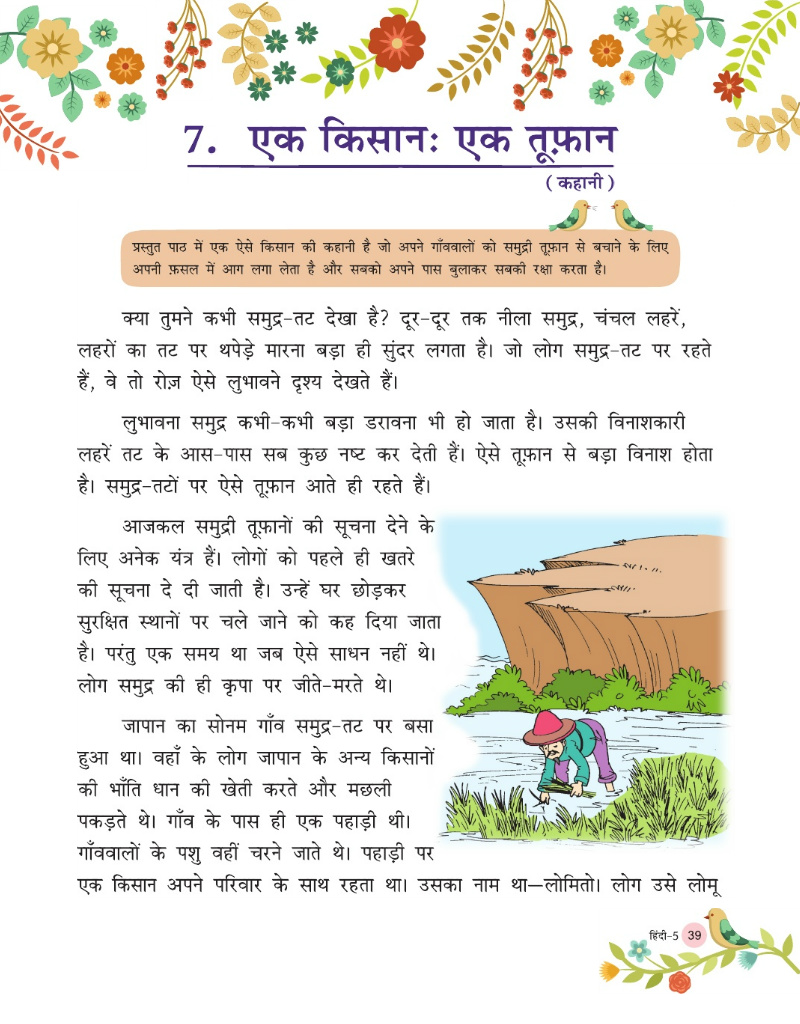 7. एक किसानः एक तूफ़ान
( कहानी )
प्रस्तुत पाठ में एक ऐसे किसान की कहानी है जो अपने गाँववालों को समुद्री तूफ़ान से बचाने के लिए
अपनी फ़सल में आग लगा लेता है और सबको अपने पास बुलाकर सबकी रक्षा करता है।
क्या तुमने कभी समुद्र-तट देखा है? दूर-दूर तक नीला समुद्र, चंचल लहरें,
लहरों का तट पर थपेड़े मारना बड़ा ही सुंदर लगता है। जो लोग समुद्र-तट पर रहते
हैं, वे तो रोज़ ऐसे लुभावने दृश्य देखते हैं।
लुभावना समुद्र कभी-कभी बड़ा डरावना भी हो जाता है। उसकी विनाशकारी
लहरें तट के आस-पास सब कुछ नष्ट कर देती हैं। ऐसे तूफ़ान से बड़ा विनाश होता
है। समुद्र-तटों पर ऐसे तूफ़ान आते ही रहते हैं।
आजकल समुद्री तूफ़ानों की सूचना देने के
लिए अनेक यंत्र हैं। लोगों को पहले ही खतरे
की सूचना दे दी जाती है। उन्हें घर छोड़कर
सुरक्षित स्थानों पर चले जाने को कह दिया जाता
है। परंतु एक समय था जब ऐसे साधन नहीं थे।
लोग समुद्र की ही कृपा पर जीते-मरते थे।
जापान का सोनम गाँव समुद्र-तट पर बसा
हुआ था। वहाँ के लोग जापान के अन्य किसानों
की भाँति धान की खेती करते और मछली
पकड़ते थे। गाँव के पास ही एक पहाड़ी थी।
गाँववालों के पशु वहीं चरने जाते थे। पहाड़ी पर
एक किसान अपने परिवार के साथ रहता था। उसका नाम था—लोमितो। लोग उसे लोमू
हिंदी-5 39